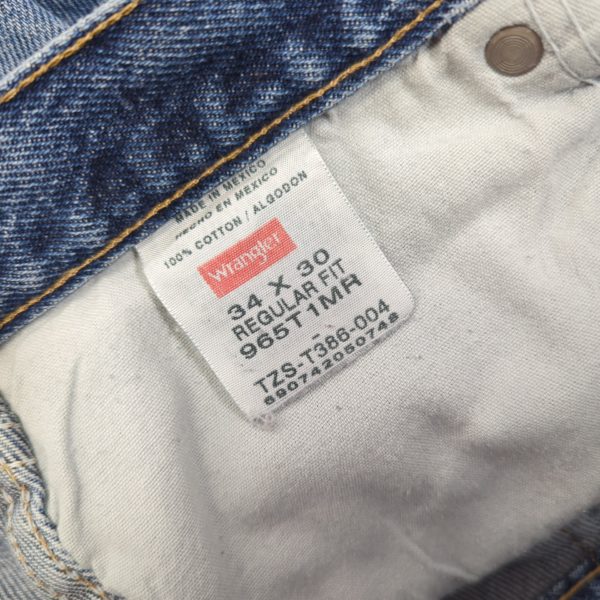 MADE IN MEXICO
HECHO EN MEXICO
100% COTTON / ALGODON
Wrangler
34 X 30
REGULAR FIT
965T1MR
TZS-T386-004
890742050748